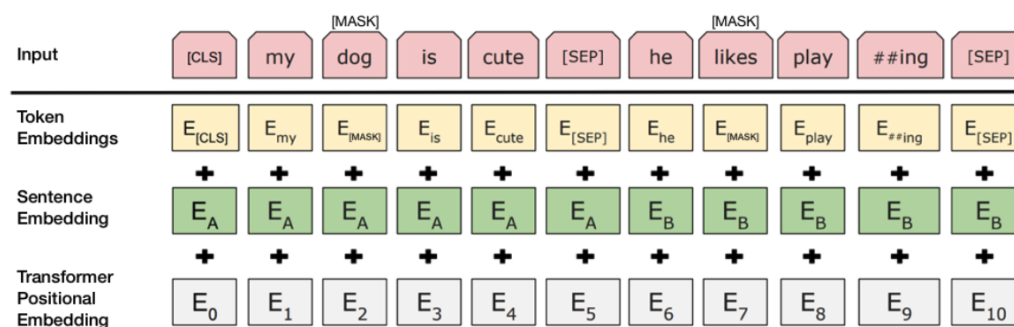 [MASK] [MASK]
Input [CLS] my dog is cute [SEP] he likes play ##ing [SEP]
Token
Embeddings E[CLS] Emy E[MASK] Eis Ecute E[SEP] Ehe E[MASK] Eplay E##ing E[SEP]
+ + + + + + + + + + +
Sentence
Embedding EA EA EA EA EA EA EB EB EB EB EB
+ + + + + + + + + + +
Transformer
Positional
Embedding E0 E1 E2 E3 E4 E5 E6 E7 E8 E9 E10